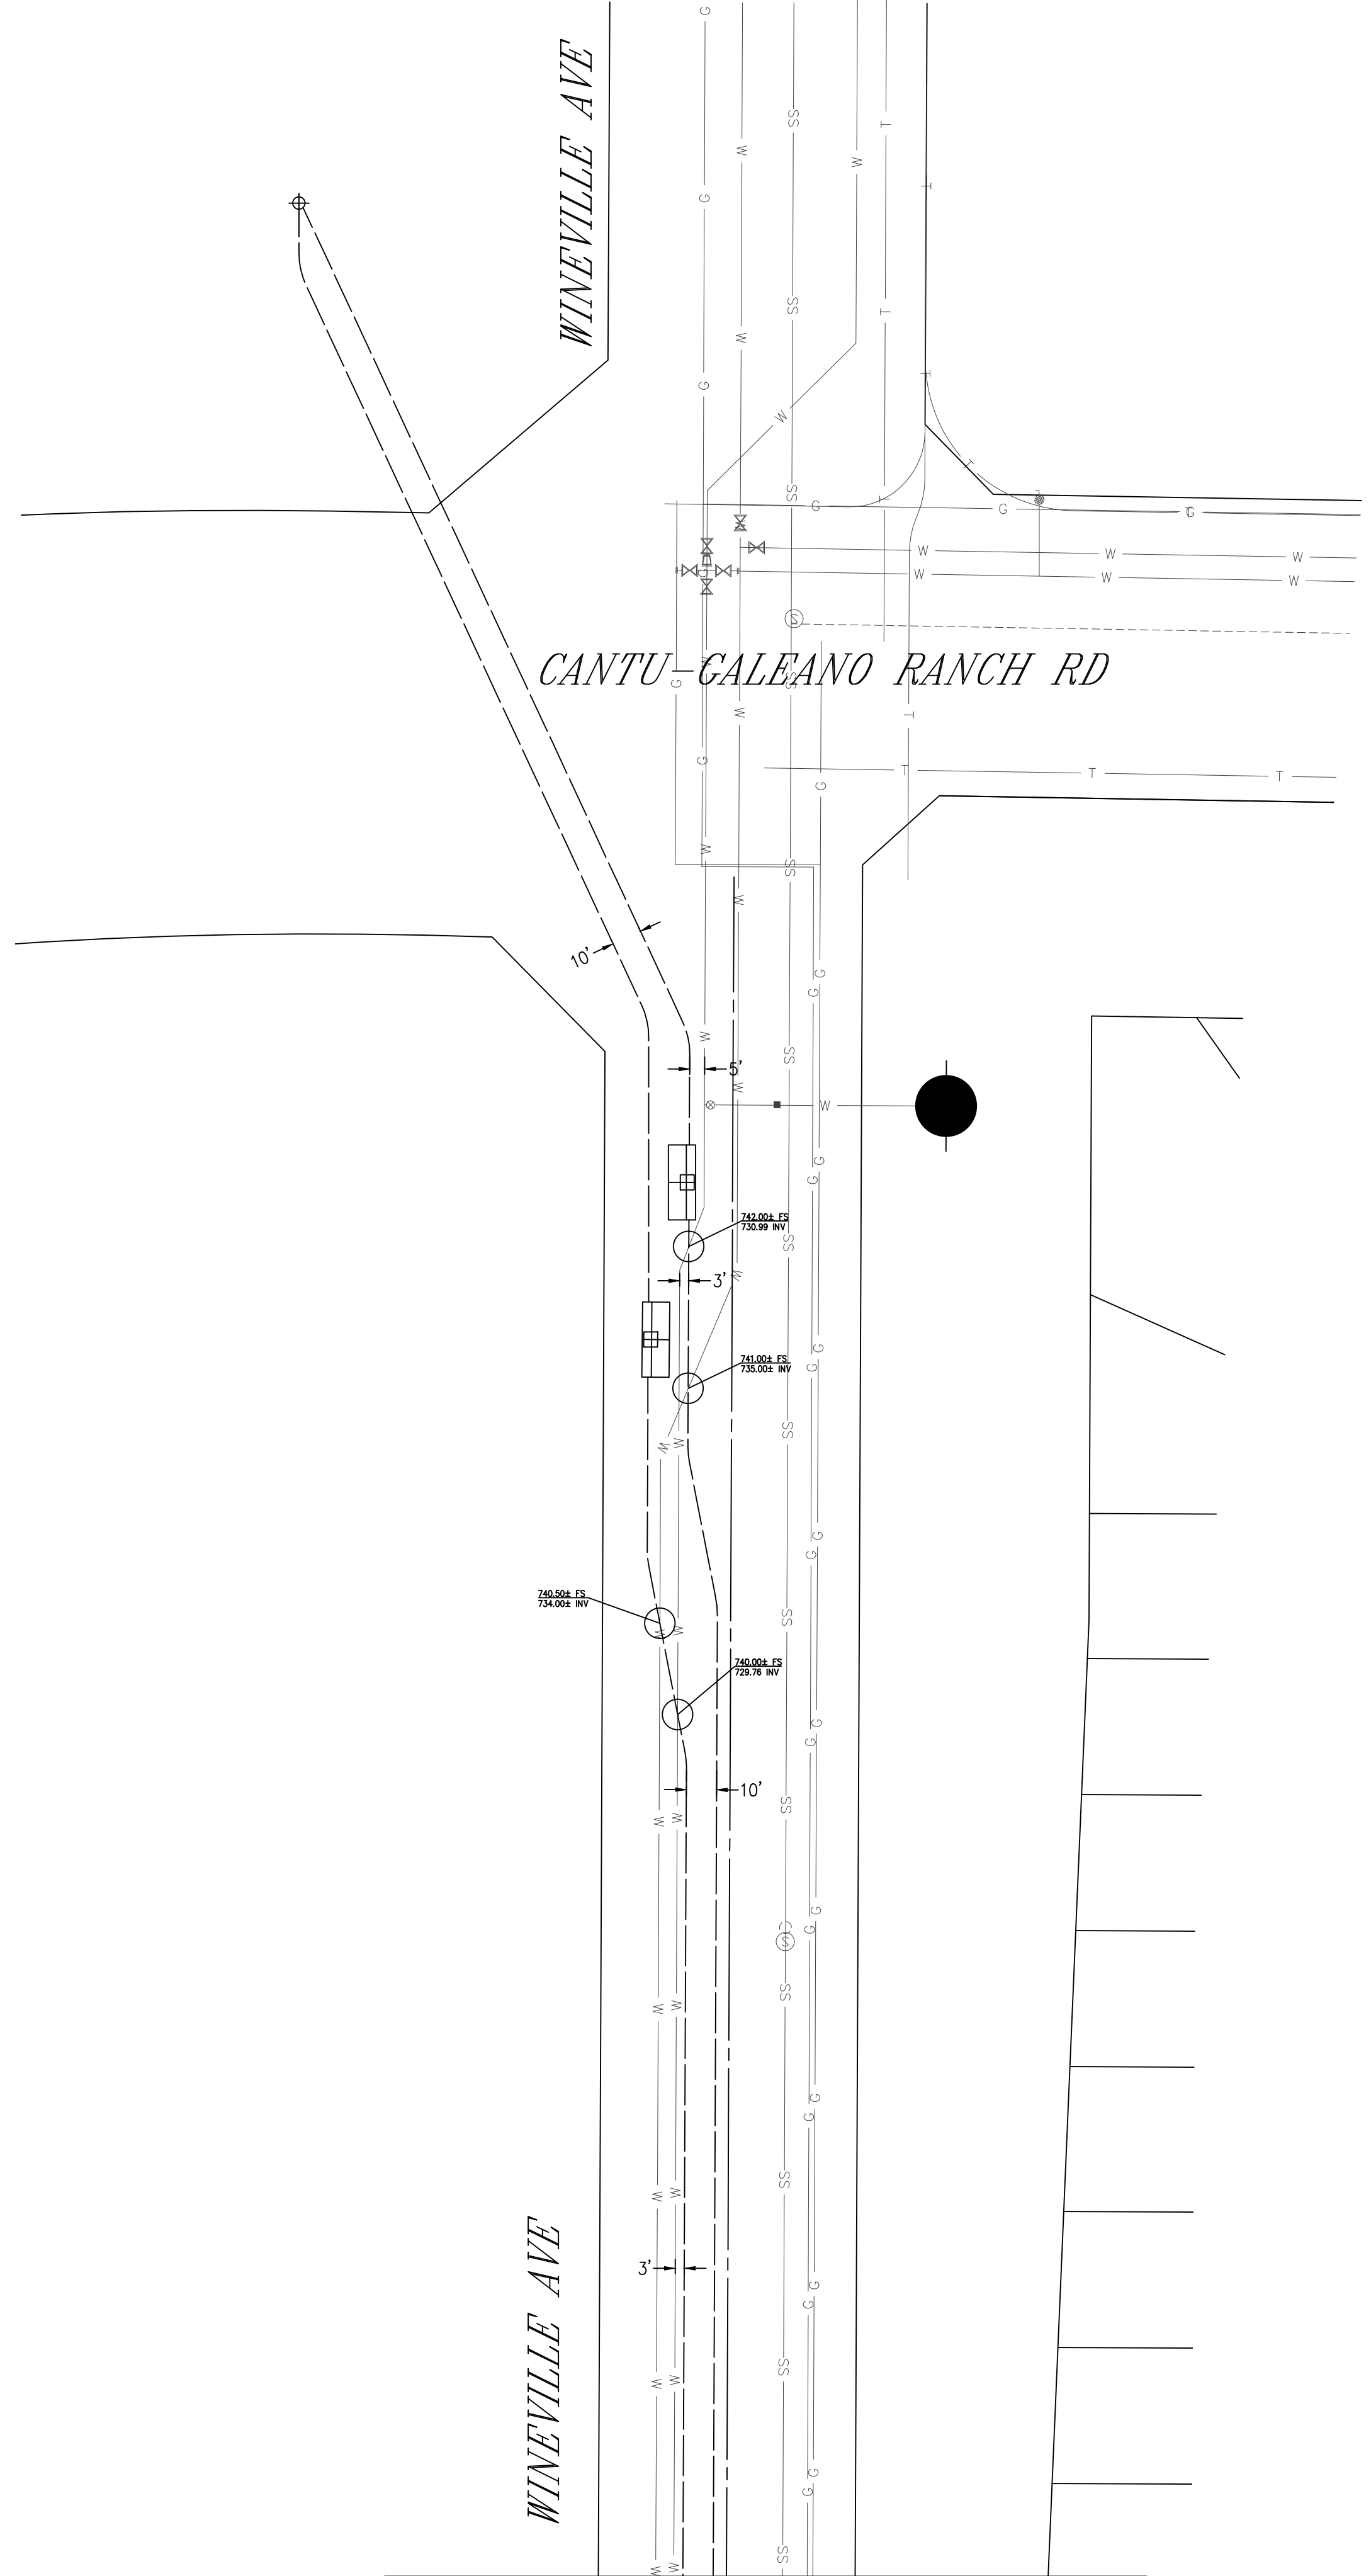 WINEVILLE AVE
CANTU-GALEANO RANCH RD
10'
5'
742.00± FS
730.99 INV
3'
741.00± FS
735.00± INV
740.50± FS
734.00± INV
740.00± FS
729.76 INV
10'
3'
WINEVILLE AVE